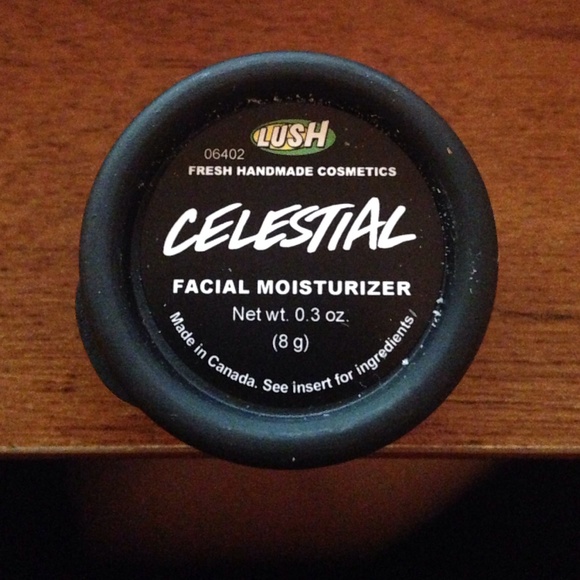 LUSH
06402
FRESH HANDMADE COSMETICS
CELESTIAL
FACIAL MOISTURIZER
Net wt. 0.3 oz.
(8 g)
Made in Canada. See insert for ingredients